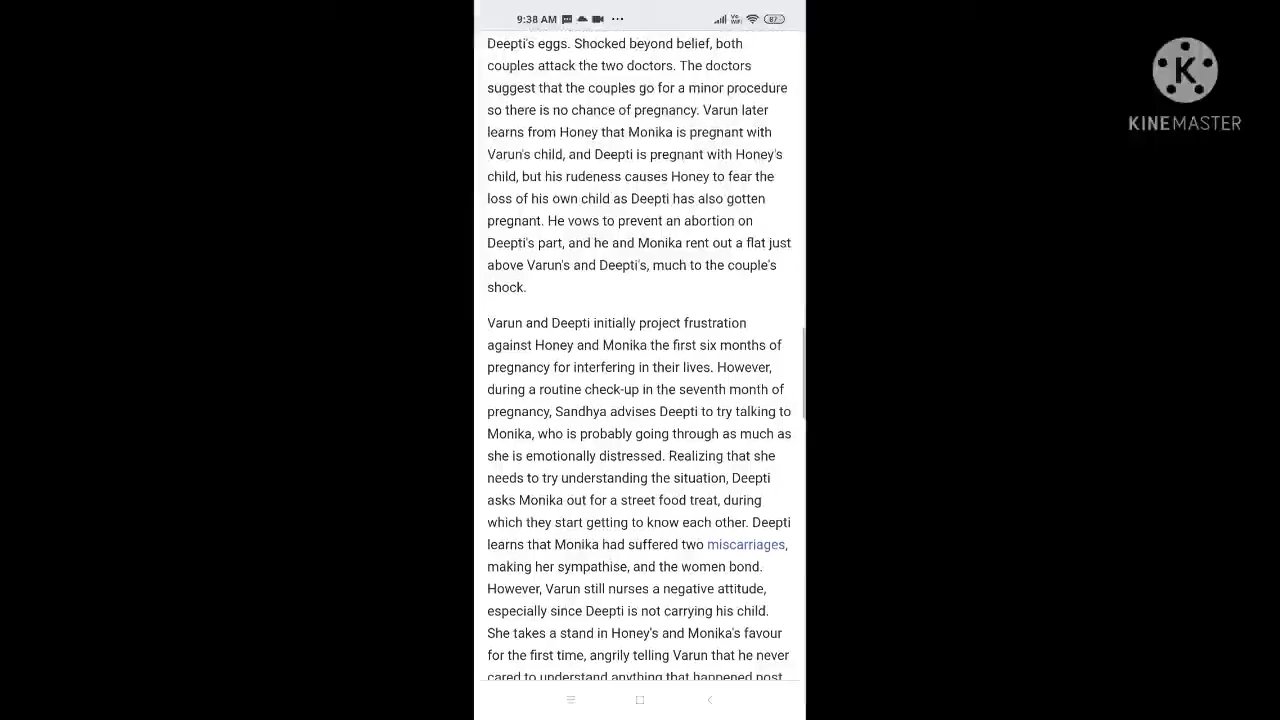 9:38 AM
87
Deepti's eggs. Shocked beyond belief, both
couples attack the two doctors. The doctors
suggest that the couples go for a minor procedure
so there is no chance of pregnancy. Varun later
learns from Honey that Monika is pregnant with
Varun's child, and Deepti is pregnant with Honey's
child, but his rudeness causes Honey to fear the
loss of his own child as Deepti has also gotten
pregnant. He vows to prevent an abortion on
Deepti's part, and he and Monika rent out a flat just
above Varun's and Deepti's, much to the couple's
shock.
Varun and Deepti initially project frustration
against Honey and Monika the first six months of
pregnancy for interfering in their lives. However,
during a routine check-up in the seventh month of
pregnancy, Sandhya advises Deepti to try talking to
Monika, who is probably going through as much as
she is emotionally distressed. Realizing that she
needs to try understanding the situation, Deepti
asks Monika out for a street food treat, during
which they start getting to know each other. Deepti
learns that Monika had suffered two miscarriages,
making her sympathise, and the women bond.
However, Varun still nurses a negative attitude,
especially since Deepti is not carrying his child.
She takes a stand in Honey's and Monika's favour
for the first time, angrily telling Varun that he never
cared to understand anything that happened post
K
KINEMASTER